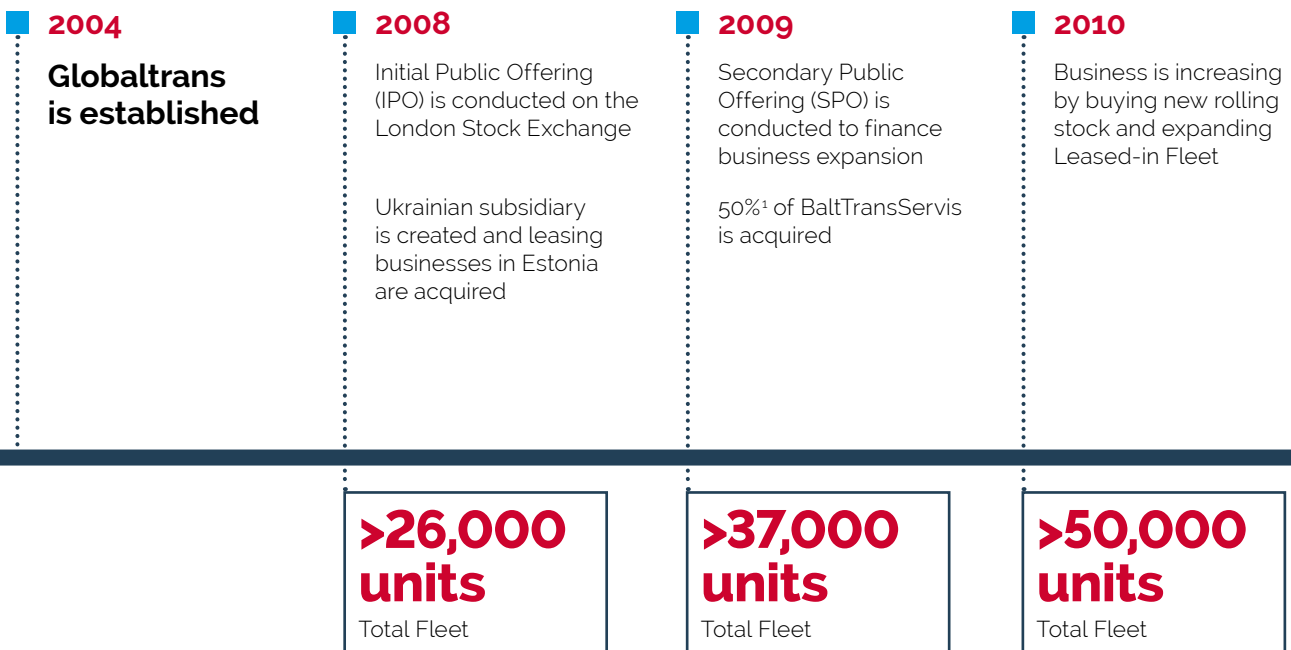 2004
Globaltrans
is established
2008
Initial Public Offering
(IPO) is conducted on the
London Stock Exchange
Ukrainian subsidiary
is created and leasing
businesses in Estonia
are acquired
2009
Secondary Public
Offering (SPO) is
conducted to finance
business expansion
50%¹ of BaltTransServis
is acquired
2010
Business is increasing
by buying new rolling
stock and expanding
Leased-in Fleet
>26,000
units
Total Fleet
>37,000
units
Total Fleet
>50,000
units
Total Fleet